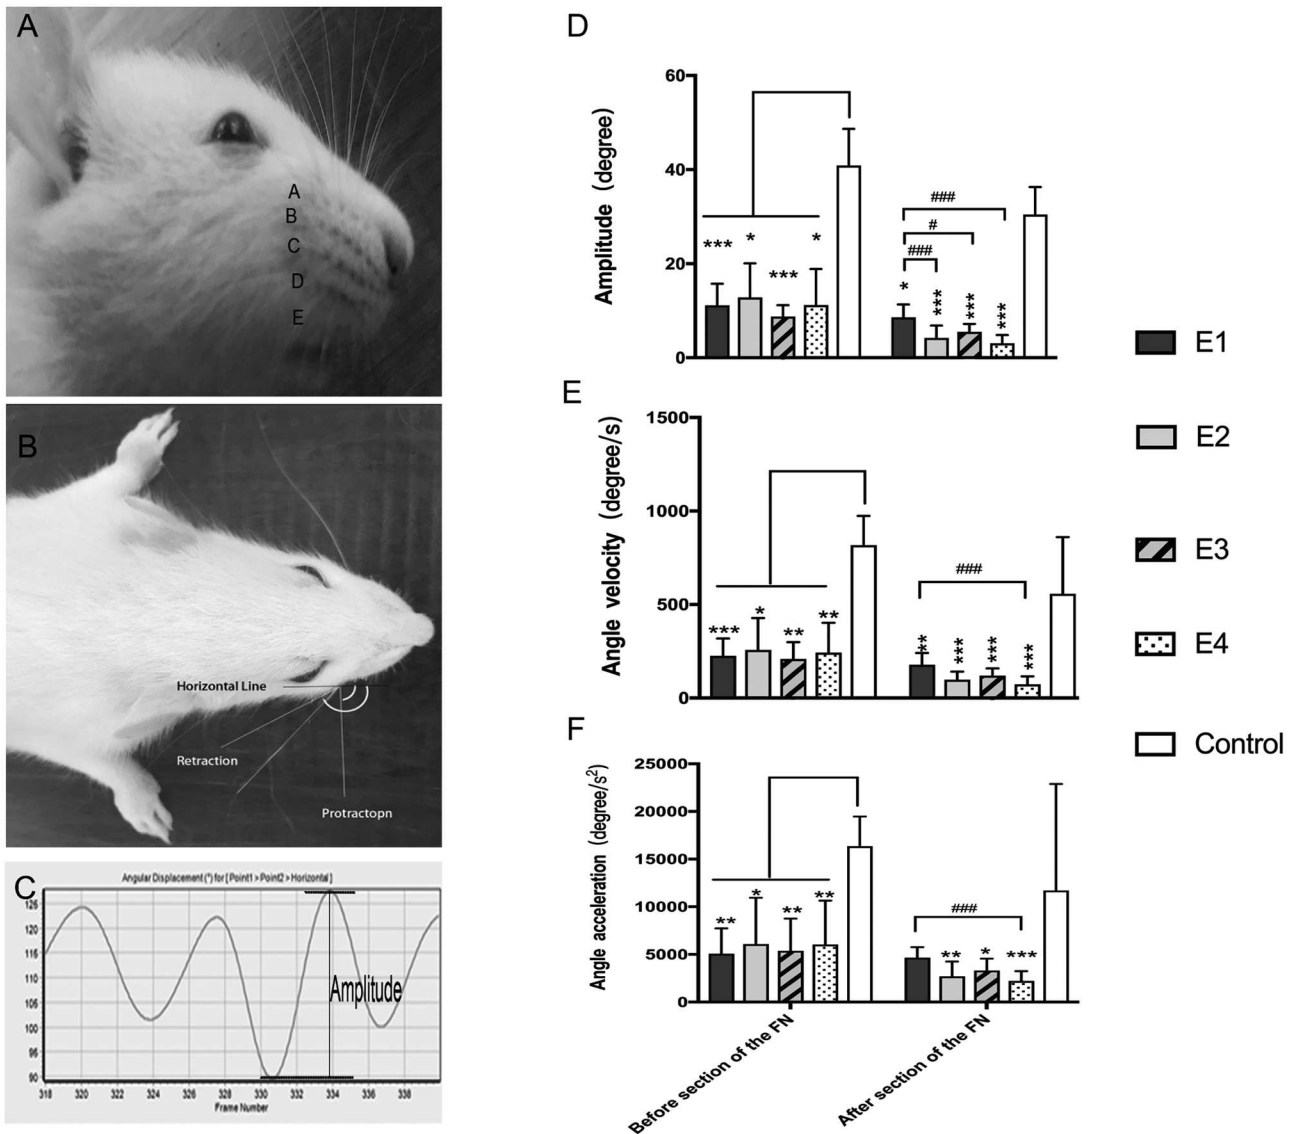 A
A
B
C
D
E
B
Horizontal Line
Retraction
Protractopn
C
Angular Displacement (°) for [ Point1 > Point2 > Horizontal ]
125
120
115
110
105
100
95
90
Amplitude
318 320 322 324 326 328 330 332 334 336 338
Frame Number
D
Amplitude (degree)
60
40
20
0
*** * *** *
###
#
###
* *** *** ***
E
Angle velocity (degree/s)
1500
1000
500
0
*** * ** **
###
** *** *** ***
F
Angle acceleration (degree/s²)
25000
20000
15000
10000
5000
0
** * ** **
###
** * ***
Before section of the FN
After section of the FN
E1
E2
E3
E4
Control